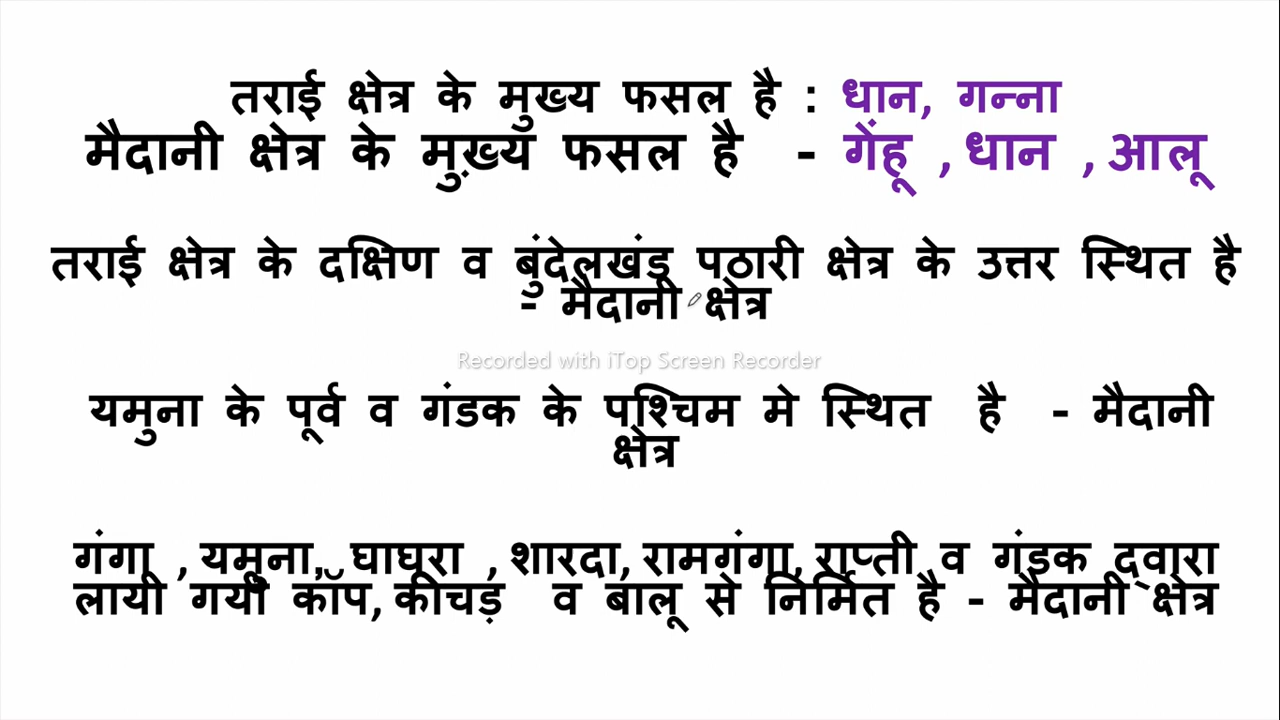 तराई क्षेत्र के मुख्य फसल है : धान, गन्ना
मैदानी क्षेत्र के मुख़्य फसल है - गेंहू , धान , आलू
तराई क्षेत्र के दक्षिण व बुंदेलखंड पठारी क्षेत्र के उत्तर स्थित है
- मैदानी क्षेत्र
Recorded with iTop Screen Recorder
यमुना के पूर्व व गंडक के पश्चिम मे स्थित है - मैदानी
क्षेत्र
गंगा , यमुना, घाघरा , शारदा, रामगंगा, राप्ती व गंडक द्वारा
लायी गयी कॉप, कीचड़ व बालू से निर्मित है - मैदानी क्षेत्र